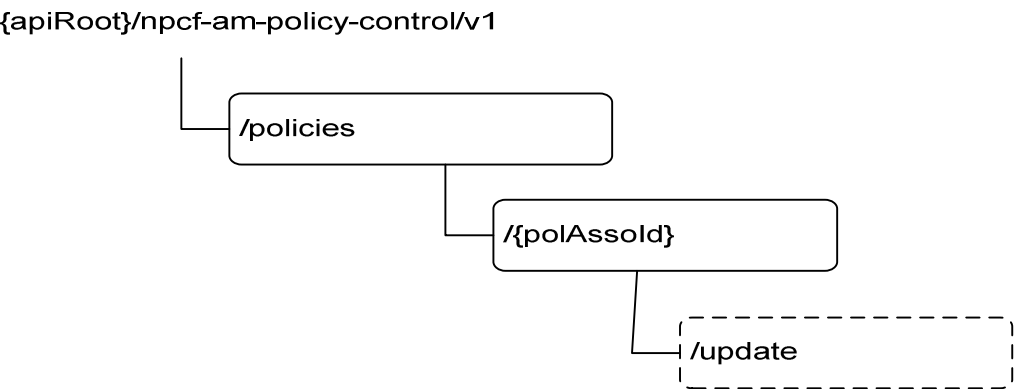 {apiRoot}/npcf-am-policy-control/v1
/policies
/{polAssoId}
/update